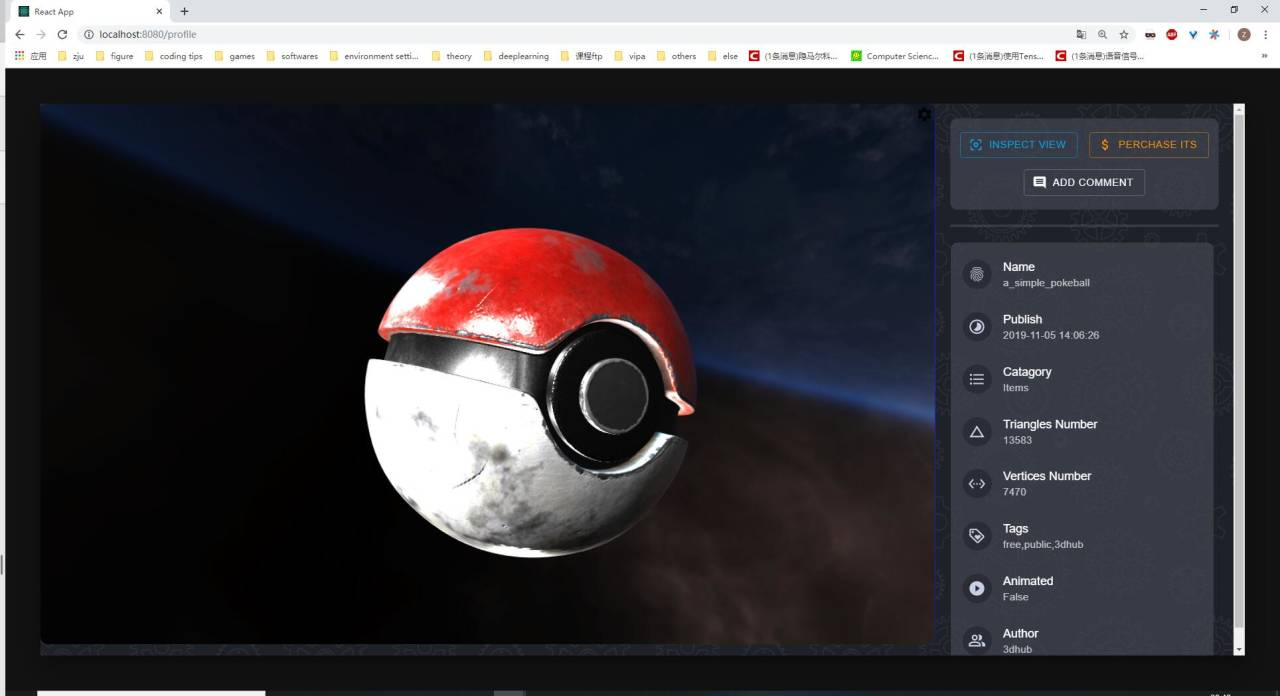 React App
localhost:8080/profile
应用 zju figure coding tips games softwares environment setti... theory deeplearning 课程ftp vipa others else (1条消息)隐马尔科... Computer Scienc... (1条消息)使用Tens... (1条消息)语音信号... »
INSPECT VIEW PERCHASE ITS
ADD COMMENT
Name
a_simple_pokeball
Publish
2019-11-05 14:06:26
Catagory
Items
Triangles Number
13583
Vertices Number
7470
Tags
free,public,3dhub
Animated
False
Author
3dhub